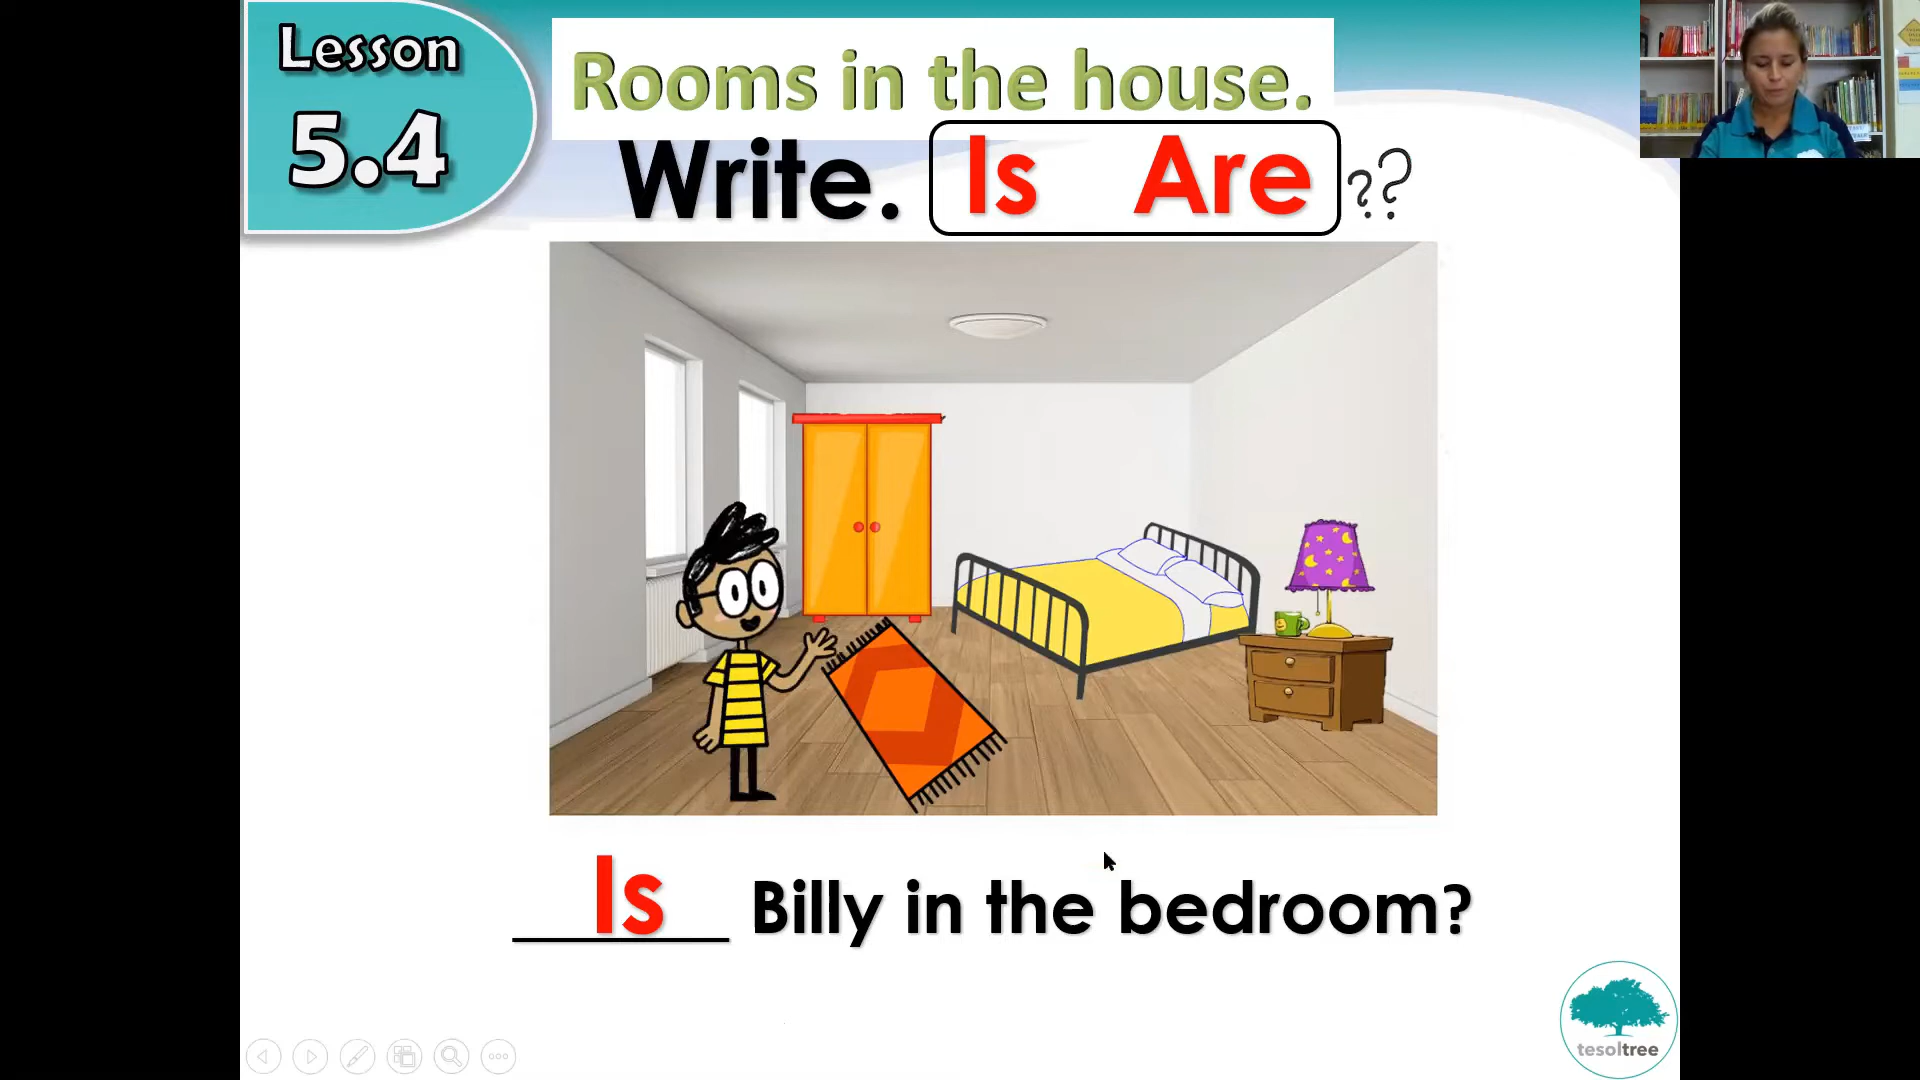 Lesson
5.4
Rooms in the house.
Write. Is Are ??
Is Billy in the bedroom?
tesoltree